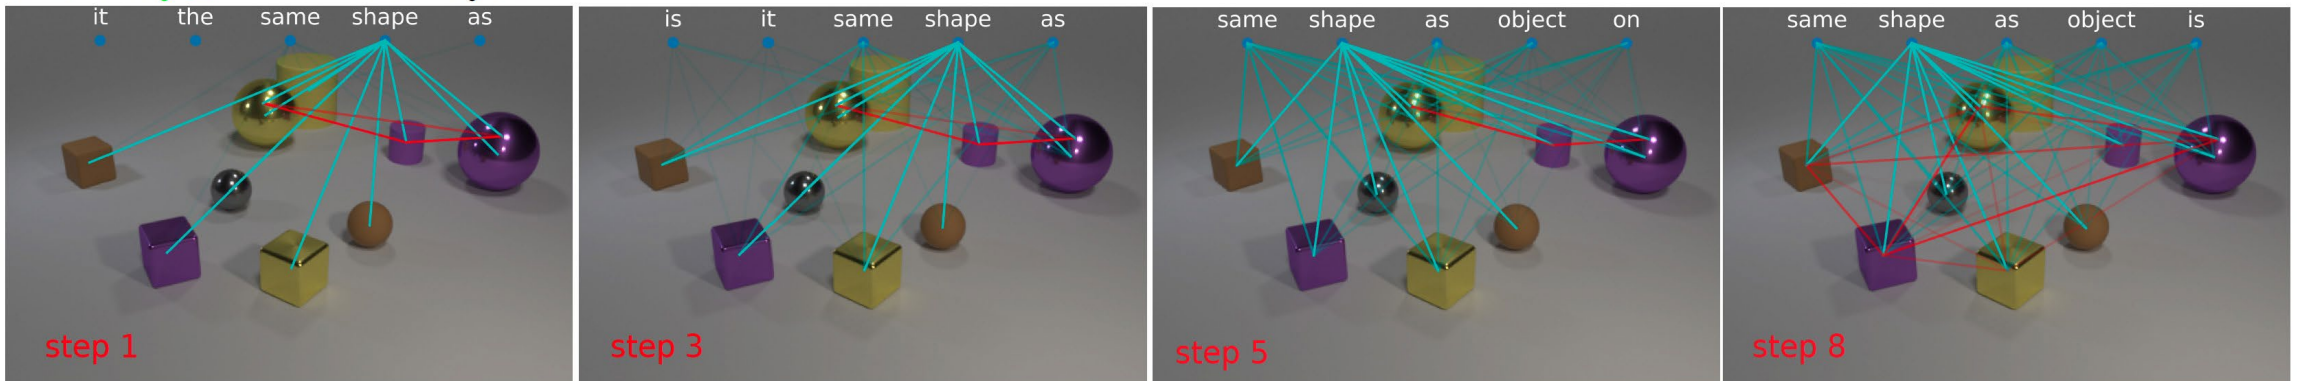 it the same shape as
step 1
is it same shape as
step 3
same shape as object on
step 5
same shape as object is
step 8